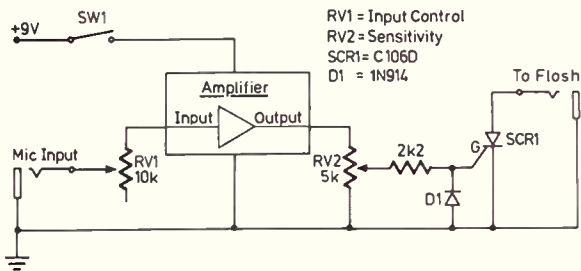 SW1
+9V
RV1 = Input Control
RV2 = Sensitivity
SCR1= C106D
D1 = 1N914
Amplifier
Input
Output
To Flosh
Mic Input
RV1
10k
RV2
5k
2k2
G
SCR1
D1